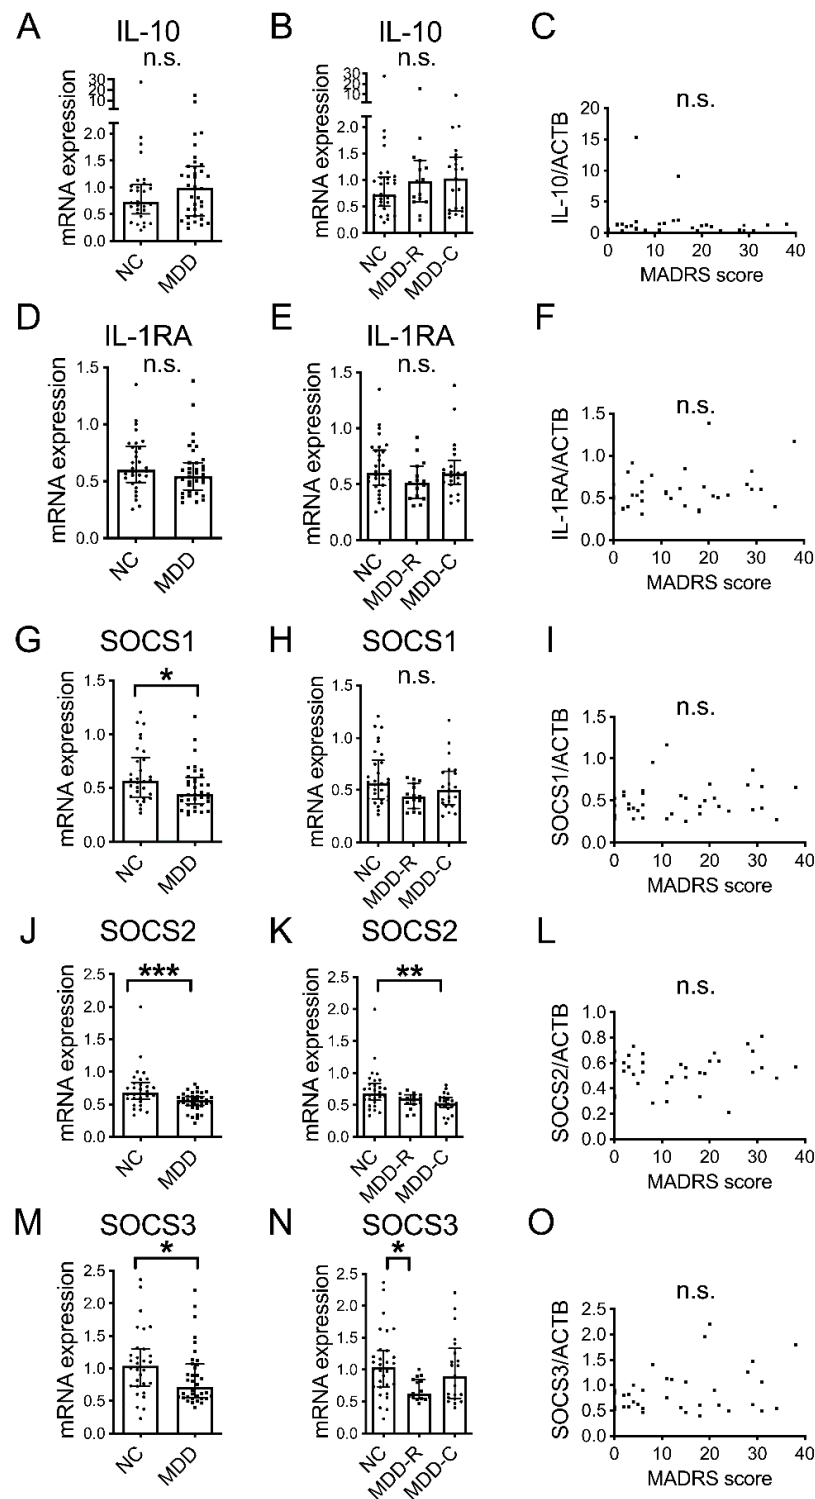 A
IL-10
n.s.
mRNA expression
30
20
10
2.0
1.5
1.0
0.5
0.0
NC
MDD
B
IL-10
n.s.
mRNA expression
30
20
10
2.0
1.5
1.0
0.5
0.0
NC
MDD-R
MDD-C
C
n.s.
IL-10/ACTB
20
15
10
5
0
0 10 20 30 40
MADRS score
D
IL-1RA
n.s.
mRNA expression
1.5
1.0
0.5
0.0
NC
MDD
E
IL-1RA
n.s.
mRNA expression
1.5
1.0
0.5
0.0
NC
MDD-R
MDD-C
F
n.s.
IL-1RA/ACTB
1.5
1.0
0.5
0.0
0 10 20 30 40
MADRS score
G
SOCS1
*
mRNA expression
1.5
1.0
0.5
0.0
NC
MDD
H
SOCS1
n.s.
mRNA expression
1.5
1.0
0.5
0.0
NC
MDD-R
MDD-C
I
n.s.
SOCS1/ACTB
1.5
1.0
0.5
0.0
0 10 20 30 40
MADRS score
J
SOCS2
***
mRNA expression
2.5
2.0
1.5
1.0
0.5
0.0
NC
MDD
K
SOCS2
**
mRNA expression
2.5
2.0
1.5
1.0
0.5
0.0
NC
MDD-R
MDD-C
L
n.s.
SOCS2/ACTB
1.0
0.8
0.6
0.4
0.2
0.0
0 10 20 30 40
MADRS score
M
SOCS3
*
mRNA expression
2.5
2.0
1.5
1.0
0.5
0.0
NC
MDD
N
SOCS3
*
mRNA expression
2.5
2.0
1.5
1.0
0.5
0.0
NC
MDD-R
MDD-C
O
n.s.
SOCS3/ACTB
2.5
2.0
1.5
1.0
0.5
0.0
0 10 20 30 40
MADRS score